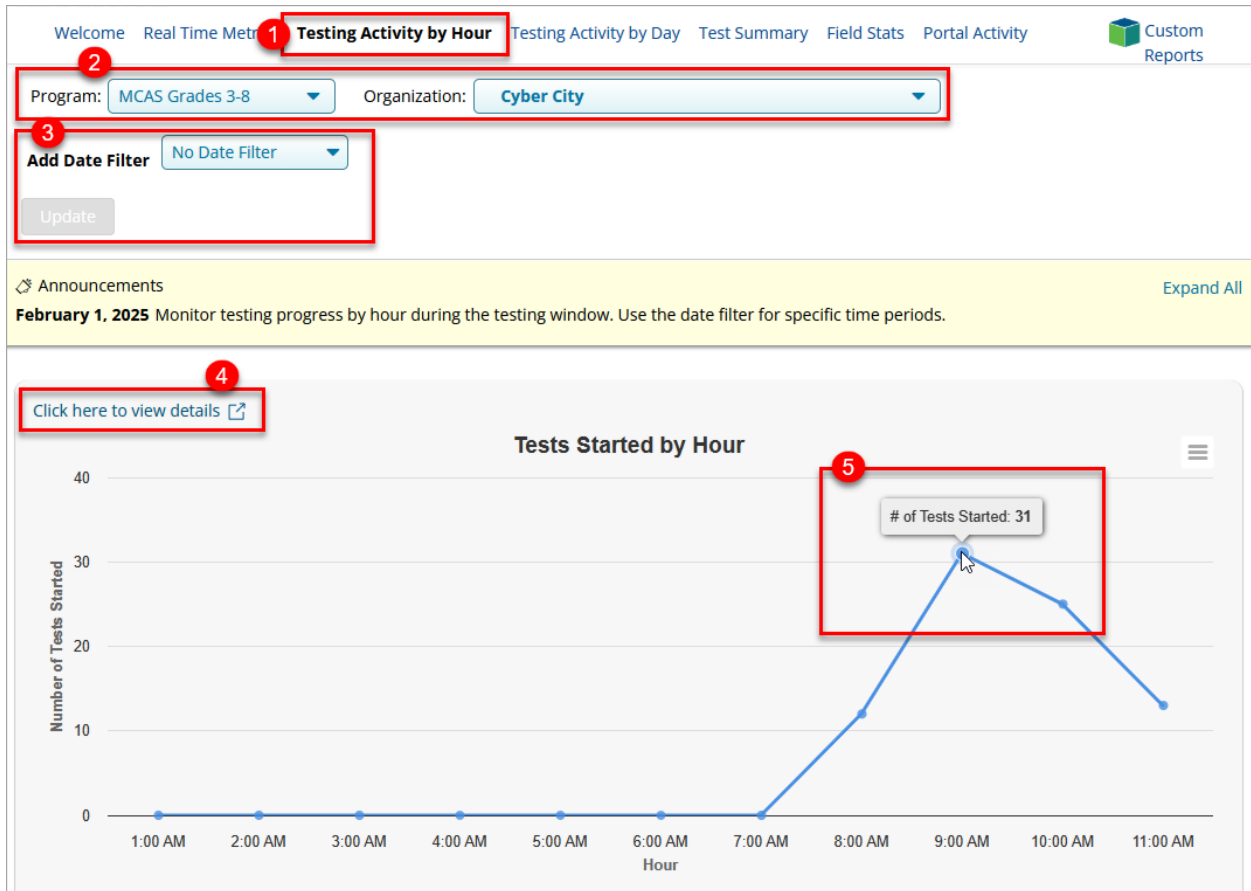 Welcome Real Time Metr 1 Testing Activity by Hour Testing Activity by Day Test Summary Field Stats Portal Activity Custom Reports
2
Program: MCAS Grades 3-8 Organization: Cyber City
3
Add Date Filter No Date Filter
Update
Announcements Expand All
February 1, 2025 Monitor testing progress by hour during the testing window. Use the date filter for specific time periods.
4
Click here to view details
Tests Started by Hour
5
# of Tests Started: 31
Number of Tests Started
40
30
20
10
0
1:00 AM 2:00 AM 3:00 AM 4:00 AM 5:00 AM 6:00 AM 7:00 AM 8:00 AM 9:00 AM 10:00 AM 11:00 AM
Hour